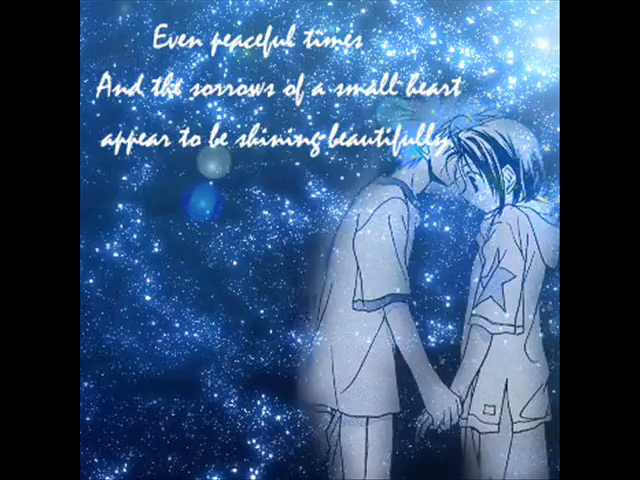 Even peaceful times
And the sorrows of a small heart
appear to be shining beautifully